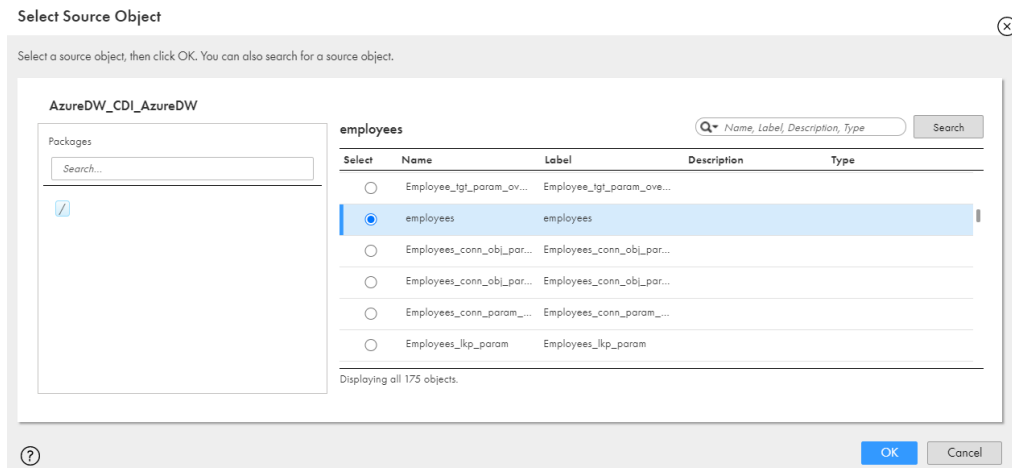 Select Source Object
Select a source object, then click OK. You can also search for a source object.
AzureDW_CDI_AzureDW
Packages
Search...
/
employees
Name, Label, Description, Type
Search
Select Name Label Description Type
Employee_tgt_param_ov... Employee_tgt_param_ove...
employees employees
Employees_conn_obj_par... Employees_conn_obj_par...
Employees_conn_obj_par... Employees_conn_obj_par...
Employees_conn_param_... Employees_conn_param_...
Employees_lkp_param Employees_lkp_param
Displaying all 175 objects.
?
OK Cancel